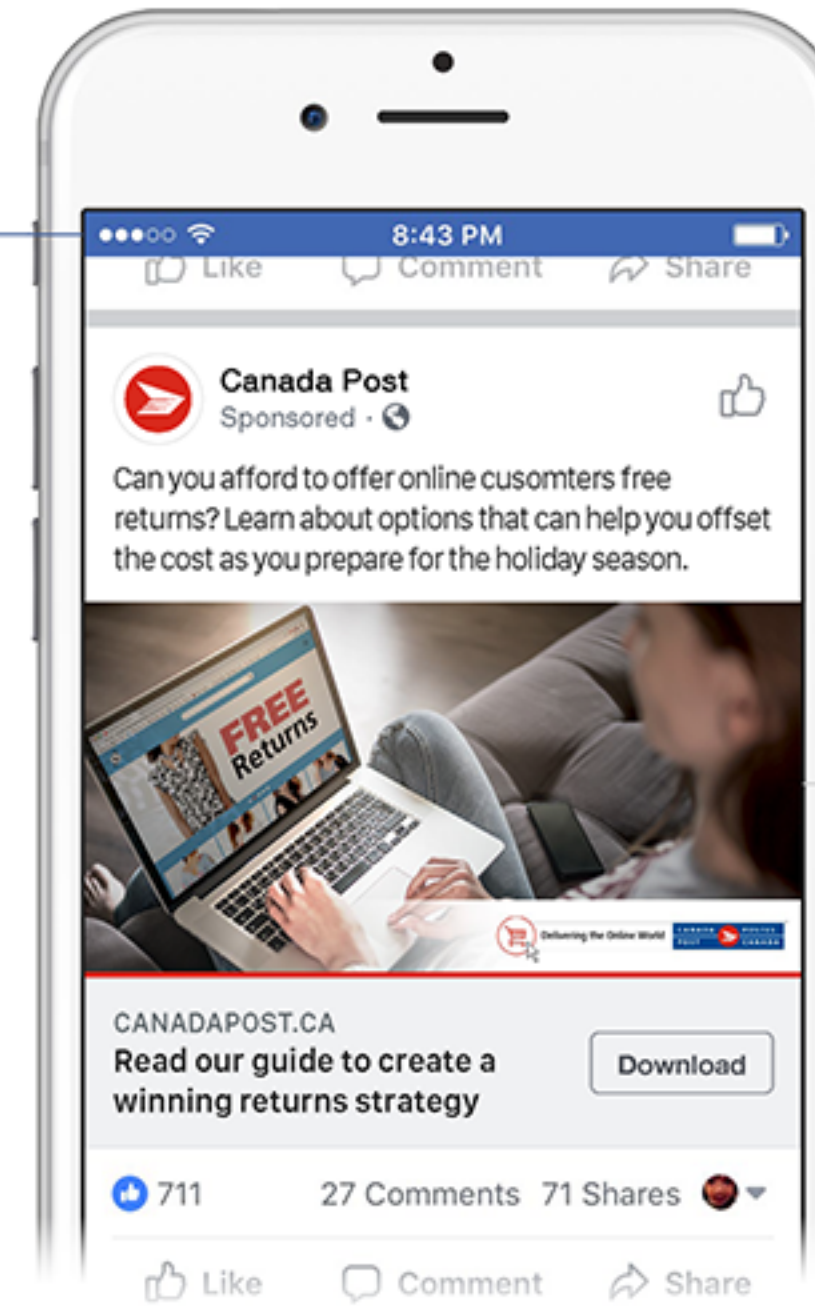 8:43 PM
Like Comment Share
Canada Post
Sponsored ·
Can you afford to offer online cusomters free
returns? Learn about options that can help you offset
the cost as you prepare for the holiday season.
FREE
Returns
Delivering the Online World
CANADA POST POSTES CANADA
CANADAPOST.CA
Read our guide to create a
winning returns strategy
Download
711 27 Comments 71 Shares
Like Comment Share